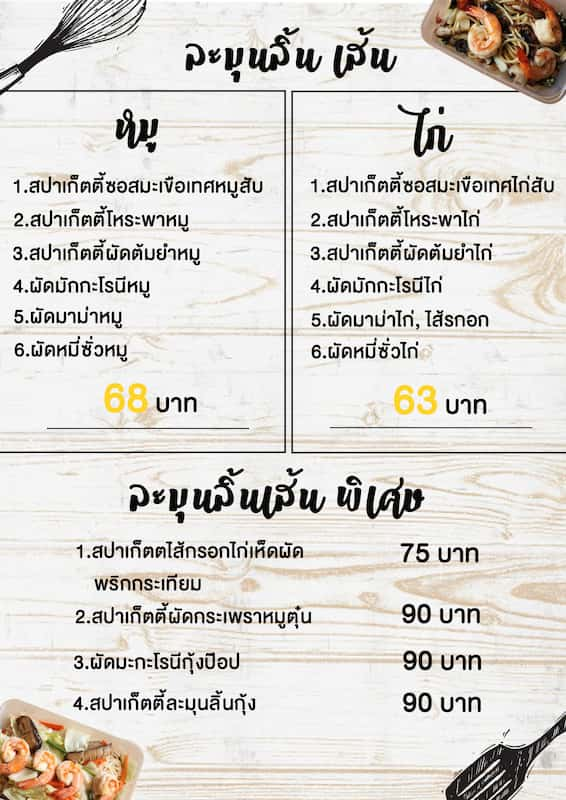 ละมุนลิ้น เส้น
หมู
1.สปาเก็ตตี้ซอสมะเขือเทศหมูสับ
2.สปาเก็ตตี้โหระพาหมู
3.สปาเก็ตตี้ผัดต้มยำหมู
4.ผัดมักกะโรนีหมู
5.ผัดมาม่าหมู
6.ผัดหมี่ซั่วหมู
68 บาท
ไก่
1.สปาเก็ตตี้ซอสมะเขือเทศไก่สับ
2.สปาเก็ตตี้โหระพาไก่
3.สปาเก็ตตี้ผัดต้มยำไก่
4.ผัดมักกะโรนีไก่
5.ผัดมาม่าไก่, ไส้รกอก
6.ผัดหมี่ซั่วไก่
63 บาท
ละมุนลิ้นเส้น พิเศษ
1.สปาเก็ตตไส้กรอกไก่เห็ดผัด 75 บาท
พริกกระเทียม
2.สปาเก็ตตี้ผัดกระเพราหมูตุ๋น 90 บาท
3.ผัดมะกะโรนีกุ้งป๊อป 90 บาท
4.สปาเก็ตตี้ละมุนลิ้นกุ้ง 90 บาท